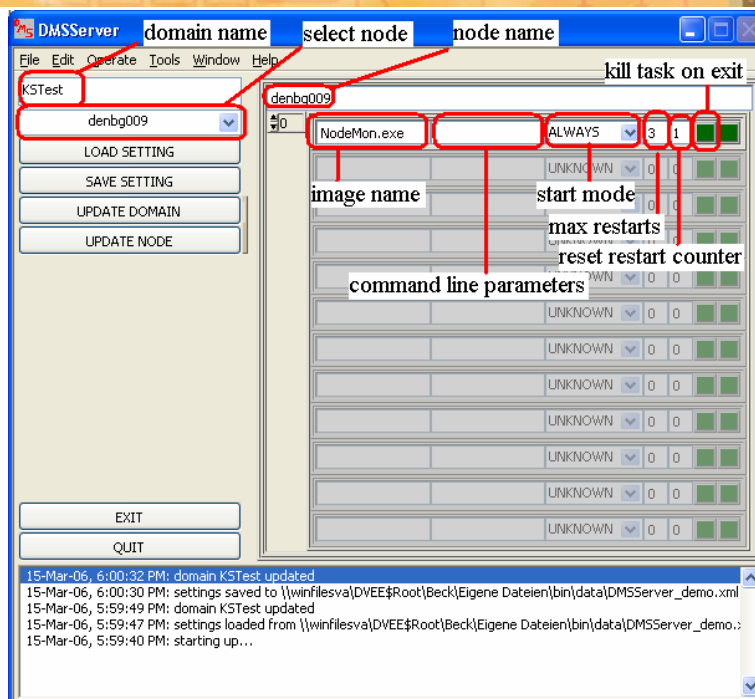 DMSServer
domain name
select node
node name
File Edit Operate Tools Window Help
kill task on exit
KSTest
denbg009
denbg009
0
NodeMon.exe
ALWAYS
3
1
LOAD SETTING
SAVE SETTING
UPDATE DOMAIN
UPDATE NODE
UNKNOWN 0 0
image name
start mode
max restarts
reset restart counter
command line parameters
UNKNOWN 0 0
UNKNOWN 0 0
UNKNOWN 0 0
UNKNOWN 0 0
UNKNOWN 0 0
UNKNOWN 0 0
UNKNOWN 0 0
EXIT
QUIT
15-Mar-06, 6:00:32 PM: domain KSTest updated
15-Mar-06, 6:00:30 PM: settings saved to \\winfilesva\DVEE$Root\Beck\Eigene Dateien\bin\data\DMSServer_demo.xml
15-Mar-06, 5:59:49 PM: domain KSTest updated
15-Mar-06, 5:59:47 PM: settings loaded from \\winfilesva\DVEE$Root\Beck\Eigene Dateien\bin\data\DMSServer_demo.
15-Mar-06, 5:59:40 PM: starting up...